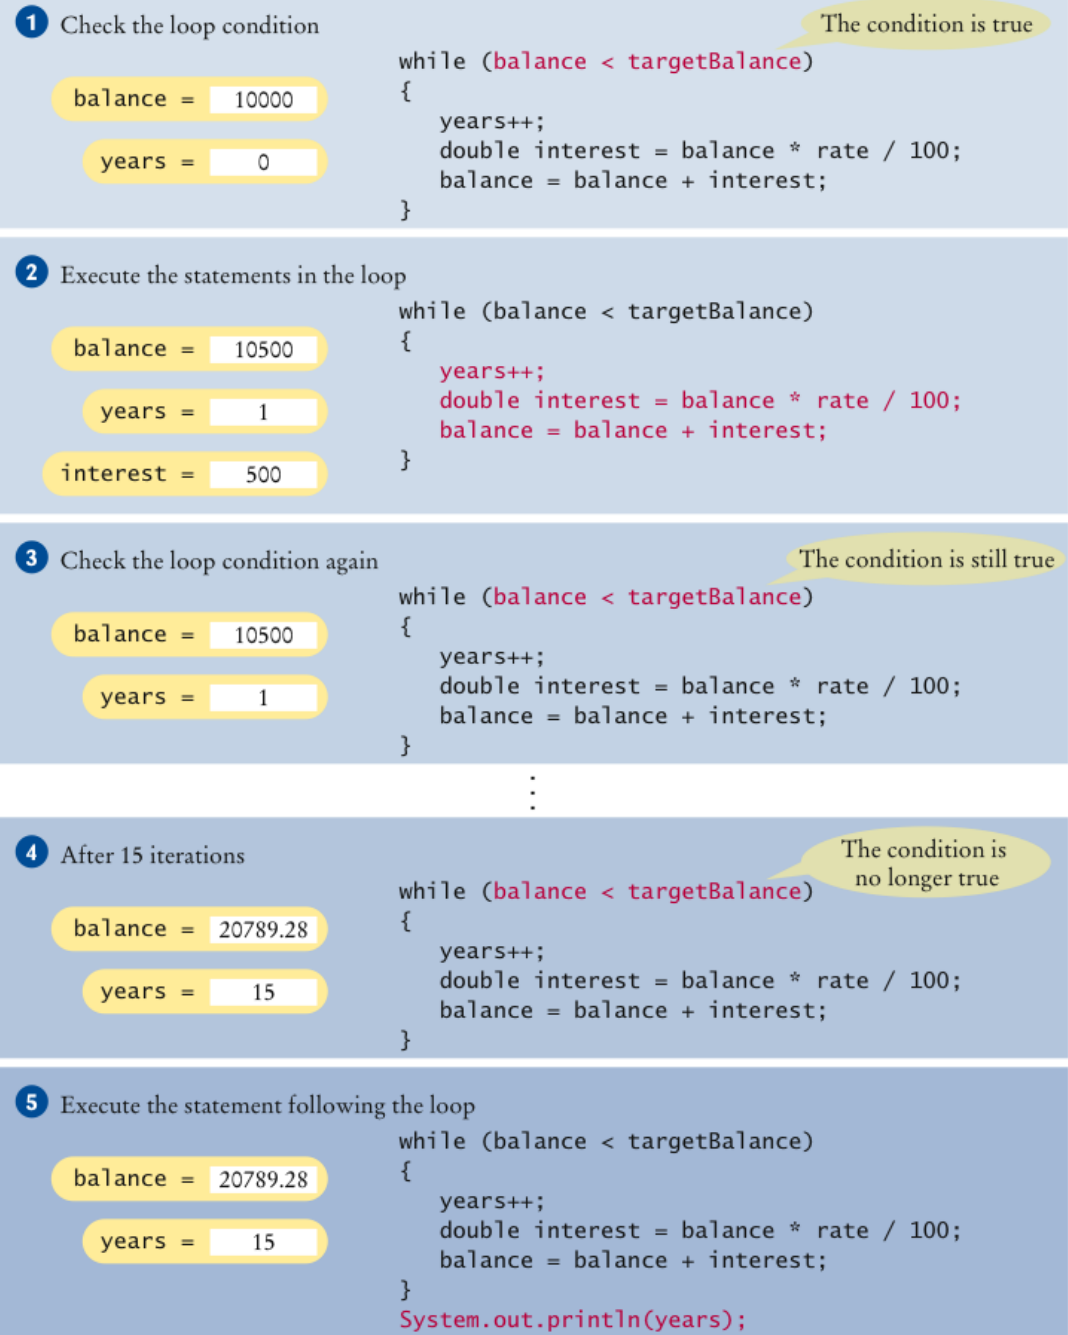 1 Check the loop condition
The condition is true
balance = 10000
years = 0
while (balance < targetBalance)
{
years++;
double interest = balance * rate / 100;
balance = balance + interest;
}
2 Execute the statements in the loop
balance = 10500
years = 1
interest = 500
while (balance < targetBalance)
{
years++;
double interest = balance * rate / 100;
balance = balance + interest;
}
3 Check the loop condition again
The condition is still true
balance = 10500
years = 1
while (balance < targetBalance)
{
years++;
double interest = balance * rate / 100;
balance = balance + interest;
}
4 After 15 iterations
The condition is
no longer true
balance = 20789.28
years = 15
while (balance < targetBalance)
{
years++;
double interest = balance * rate / 100;
balance = balance + interest;
}
5 Execute the statement following the loop
balance = 20789.28
years = 15
while (balance < targetBalance)
{
years++;
double interest = balance * rate / 100;
balance = balance + interest;
}
System.out.println(years);